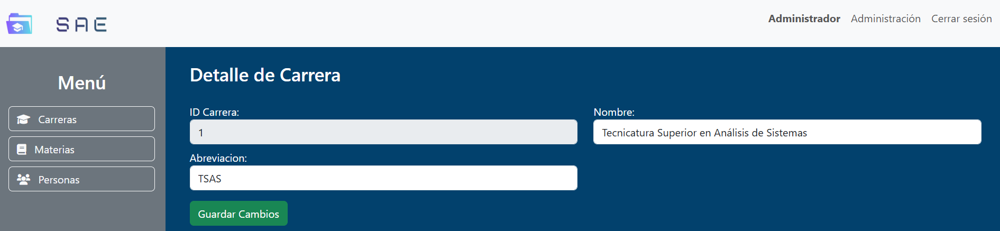 SAE
Administrador Administración Cerrar sesión
Menú
Carreras
Materias
Personas
Detalle de Carrera
ID Carrera:
1
Nombre:
Tecnicatura Superior en Análisis de Sistemas
Abreviacion:
TSAS
Guardar Cambios